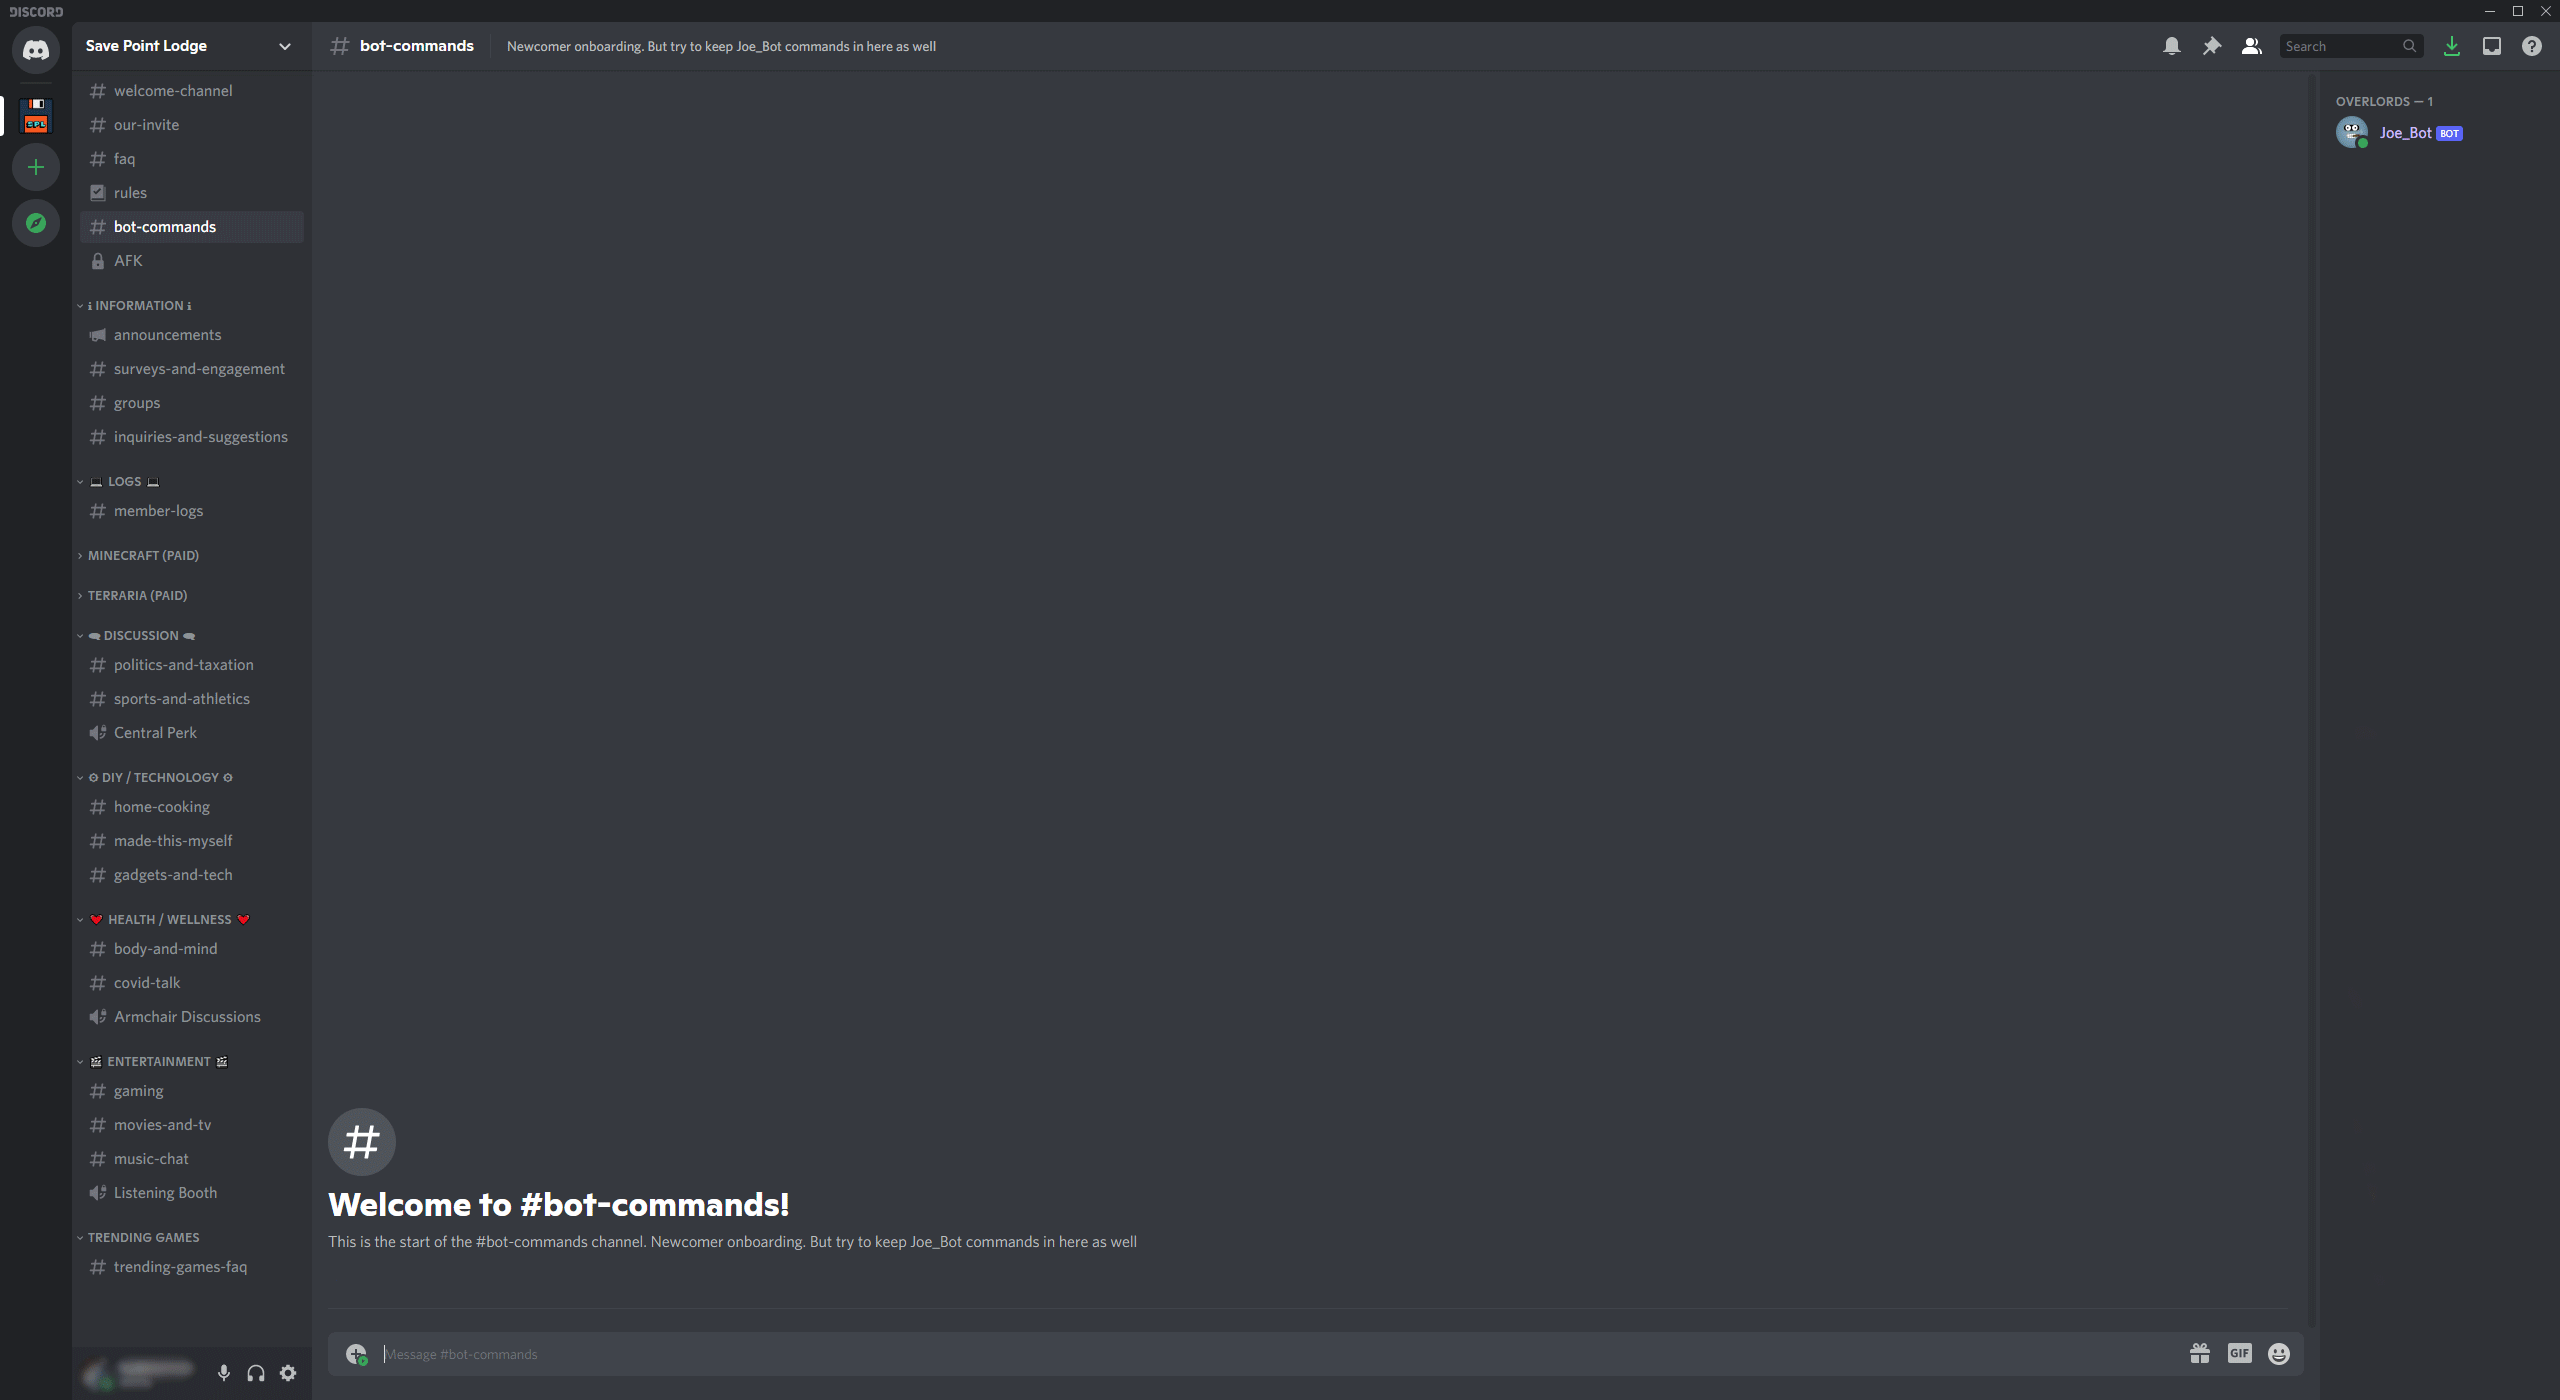 DISCORD
Save Point Lodge
bot-commands
Newcomer onboarding. But try to keep Joe_Bot commands in here as well
Search
SPL
welcome-channel
our-invite
faq
rules
bot-commands
AFK
INFORMATION
announcements
surveys-and-engagement
groups
inquiries-and-suggestions
LOGS
member-logs
MINECRAFT (PAID)
TERRARIA (PAID)
DISCUSSION
politics-and-taxation
sports-and-athletics
Central Perk
DIY / TECHNOLOGY
home-cooking
made-this-myself
gadgets-and-tech
HEALTH / WELLNESS
body-and-mind
covid-talk
Armchair Discussions
ENTERTAINMENT
gaming
movies-and-tv
music-chat
Listening Booth
TRENDING GAMES
trending-games-faq
Welcome to #bot-commands!
This is the start of the #bot-commands channel. Newcomer onboarding. But try to keep Joe_Bot commands in here as well
Message #bot-commands
GIF
OVERLORDS — 1
Joe_Bot BOT